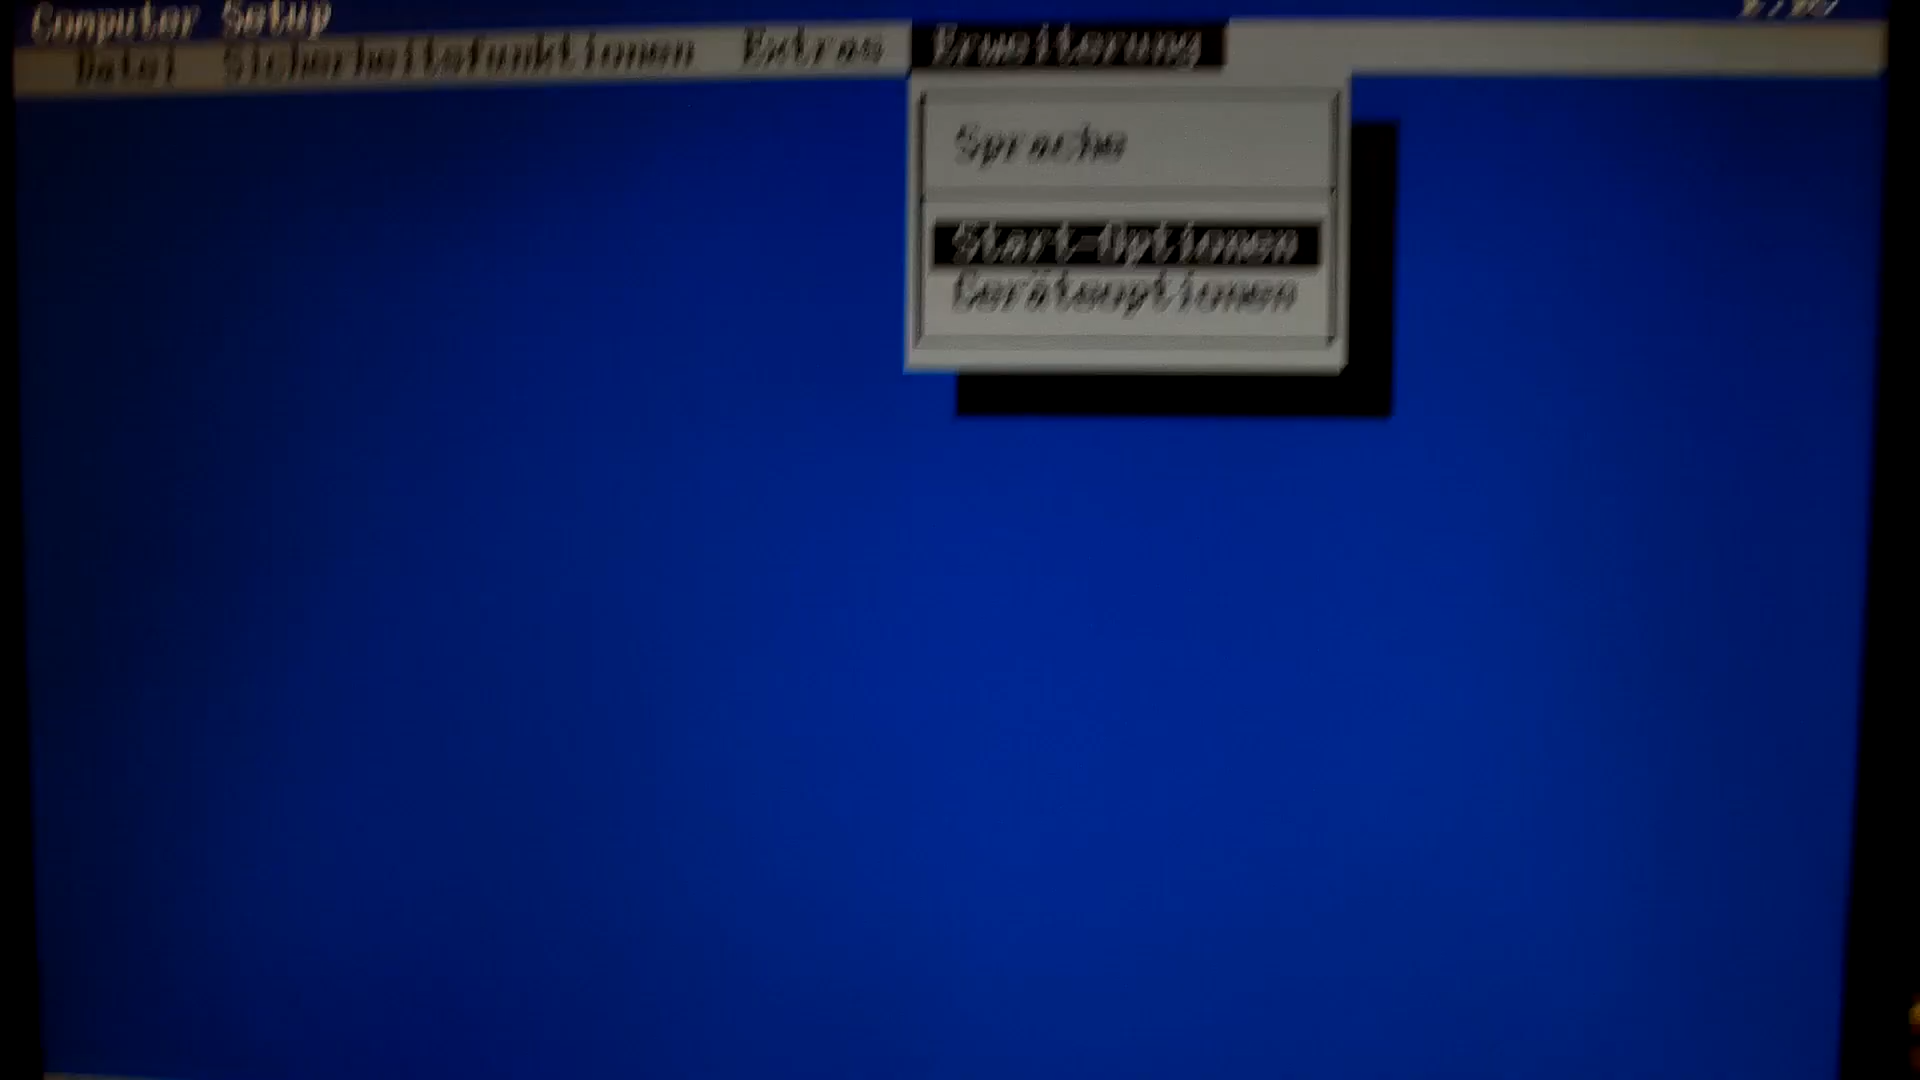 Computer Setup
Datei Sicherheitsfunktionen Extras Erweiterung
Sprache
Start-Optionen
Geräteoptionen